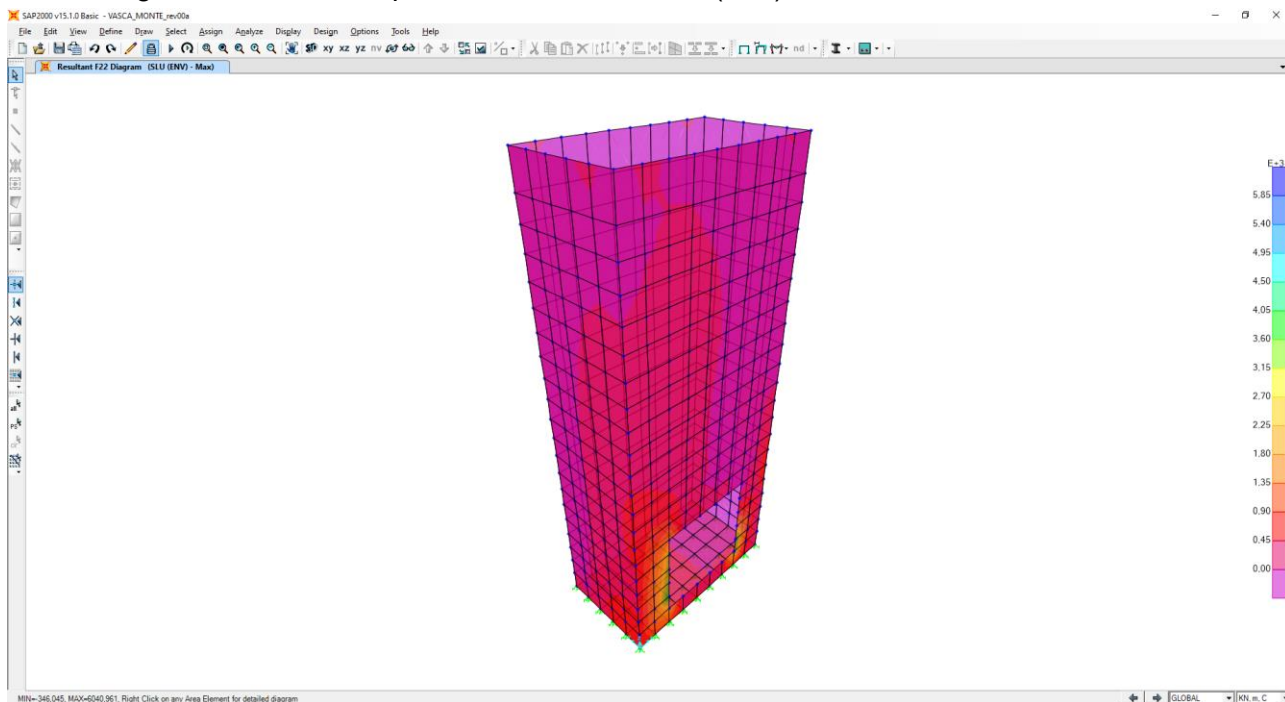 SAP2000 v15.1.0 Basic - VASCA_MONTE_rev00a
File Edit View Define Draw Select Assign Analyze Display Design Options Tools Help
xy xz yz nv
nd
Resultant F22 Diagram (SLU (ENV) - Max)
E+3
5,85
5,40
4,95
4,50
4,05
3,60
3,15
2,70
2,25
1,80
1,35
0,90
0,45
0,00
MIN=-346,045, MAX=6040,961, Right Click on any Area Element for detailed diagram
GLOBAL
KN, m, C